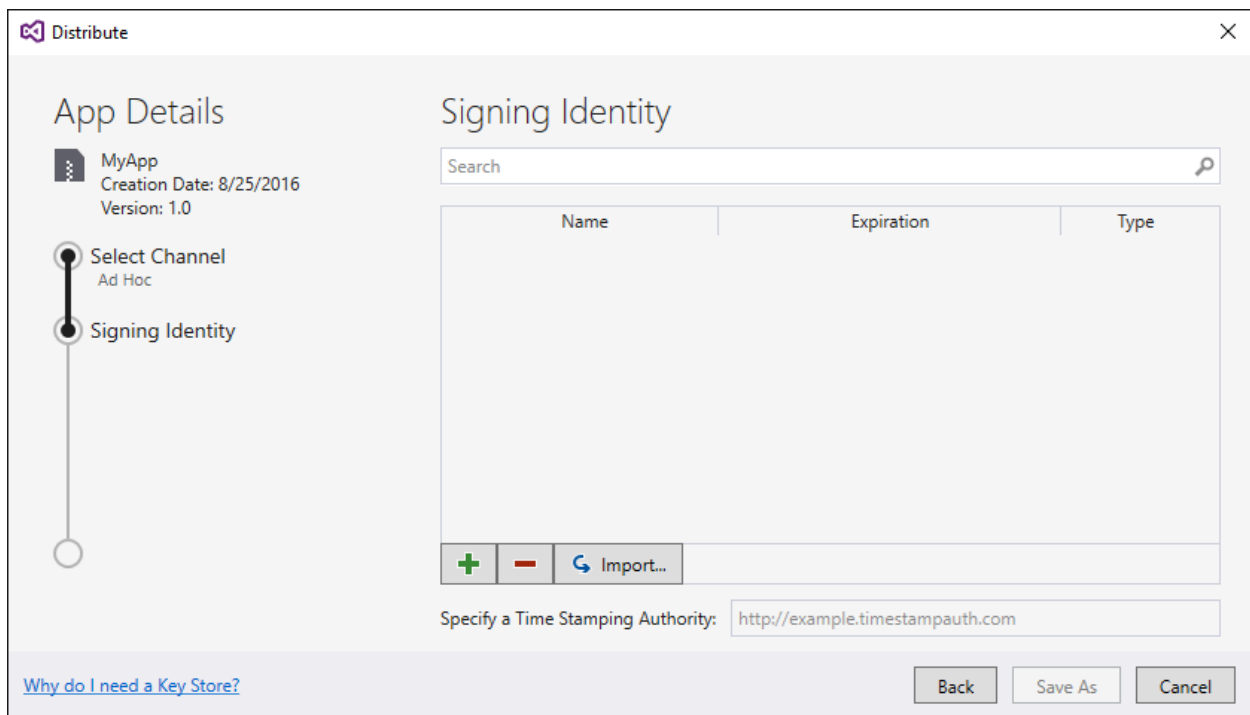 Distribute
App Details
MyApp
Creation Date: 8/25/2016
Version: 1.0
Select Channel
Ad Hoc
Signing Identity
Signing Identity
Search
Name Expiration Type
Import...
Specify a Time Stamping Authority: http://example.timestampauth.com
Why do I need a Key Store?
Back Save As Cancel